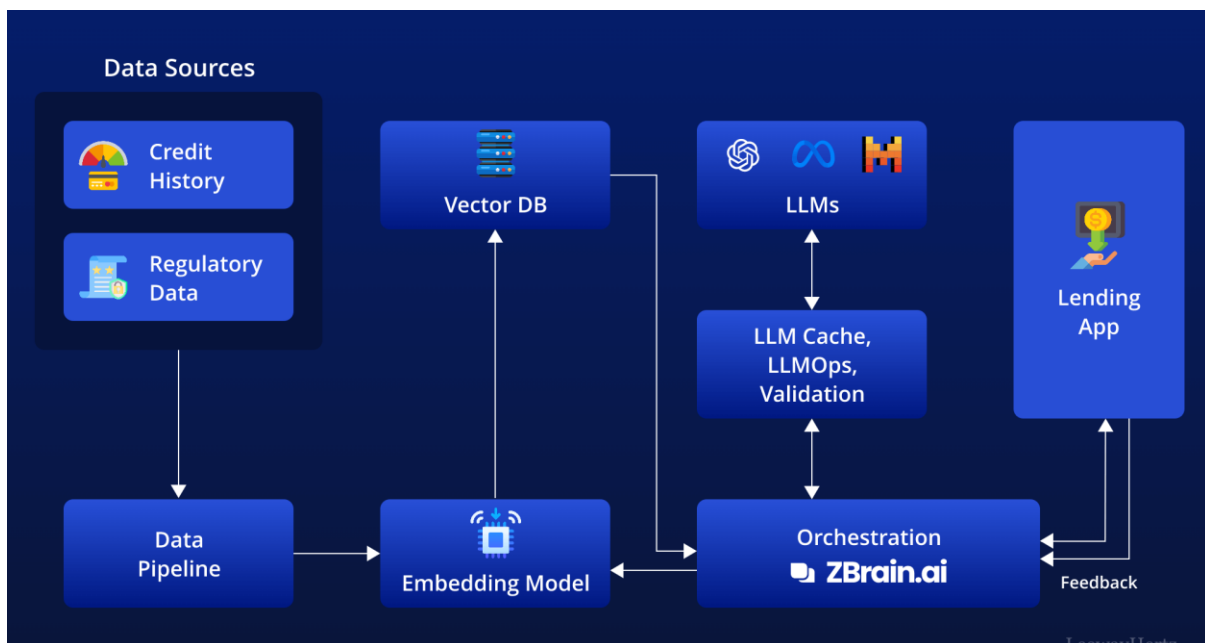 Data Sources
Credit
History
Regulatory
Data
Vector DB
LLMs
Lending
App
LLM Cache,
LLMOps,
Validation
Data
Pipeline
Embedding Model
Orchestration
ZBrain.ai
Feedback